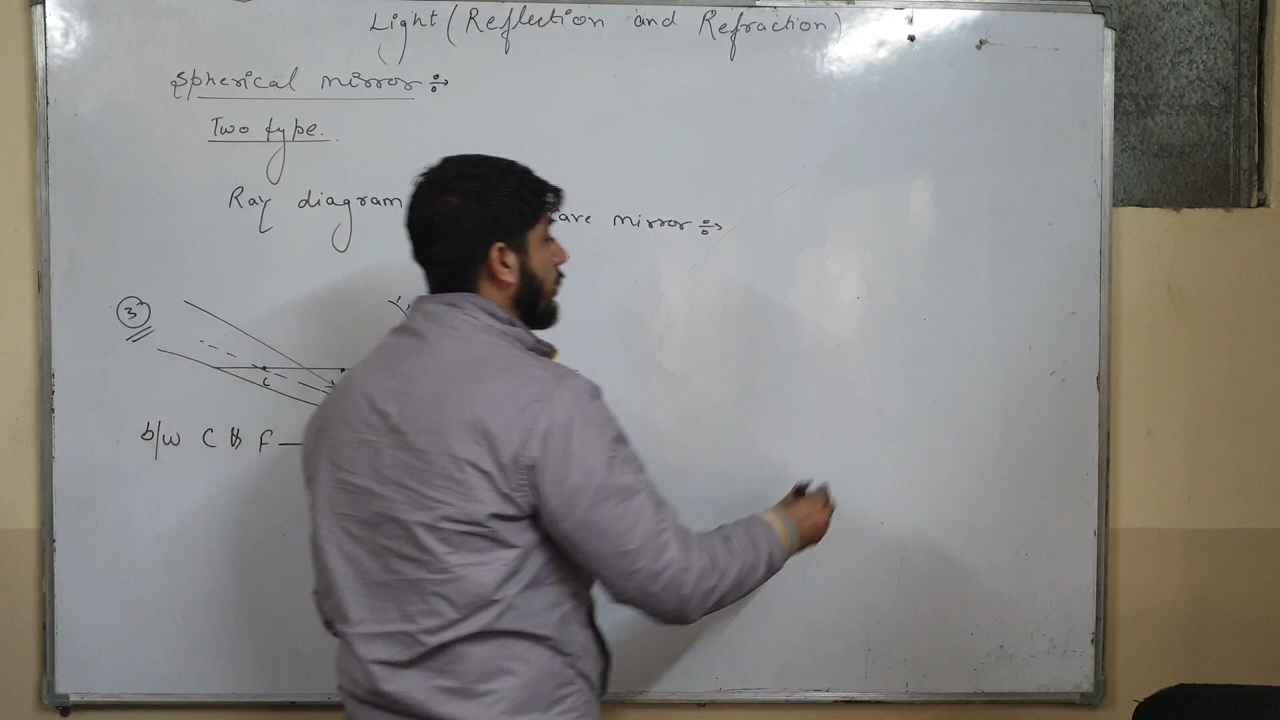 Light (Reflection and Refraction)
Spherical mirror ÷→
Two type.
Ray diagram cave mirror ÷→
3
C
b/w C & F —